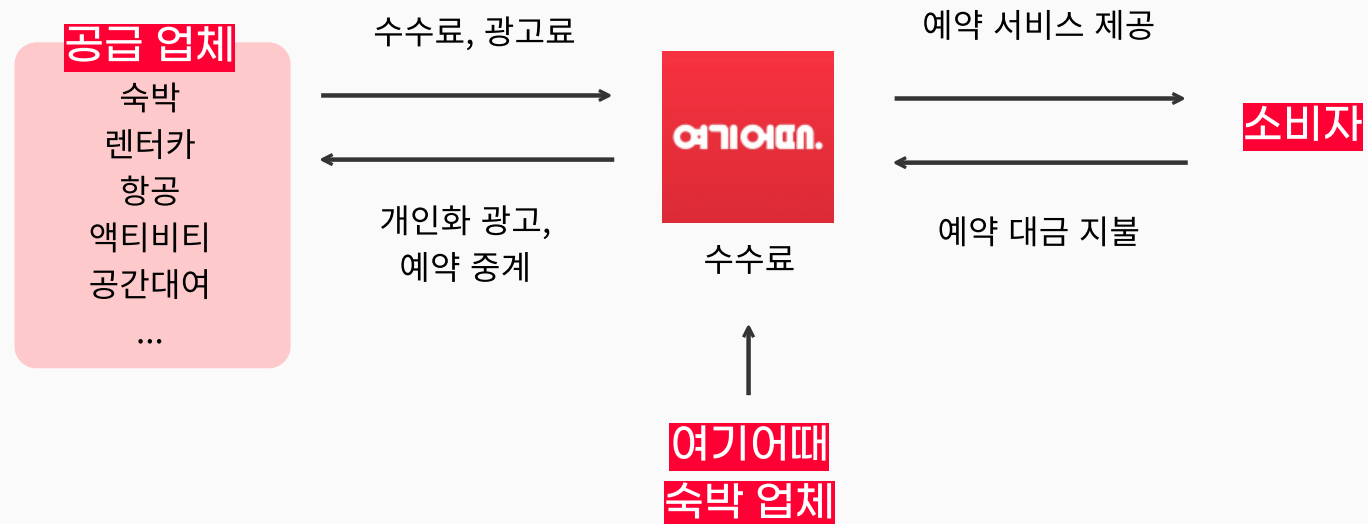 공급 업체
숙박
렌터카
항공
액티비티
공간대여
...
수수료, 광고료
개인화 광고,
예약 중계
여기어때.
수수료
여기어때
숙박 업체
예약 서비스 제공
예약 대금 지불
소비자